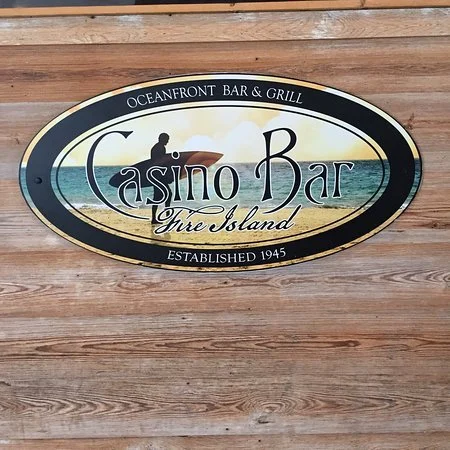 OCEANFRONT BAR & GRILL
Casino Bar
Fire Island
ESTABLISHED 1945